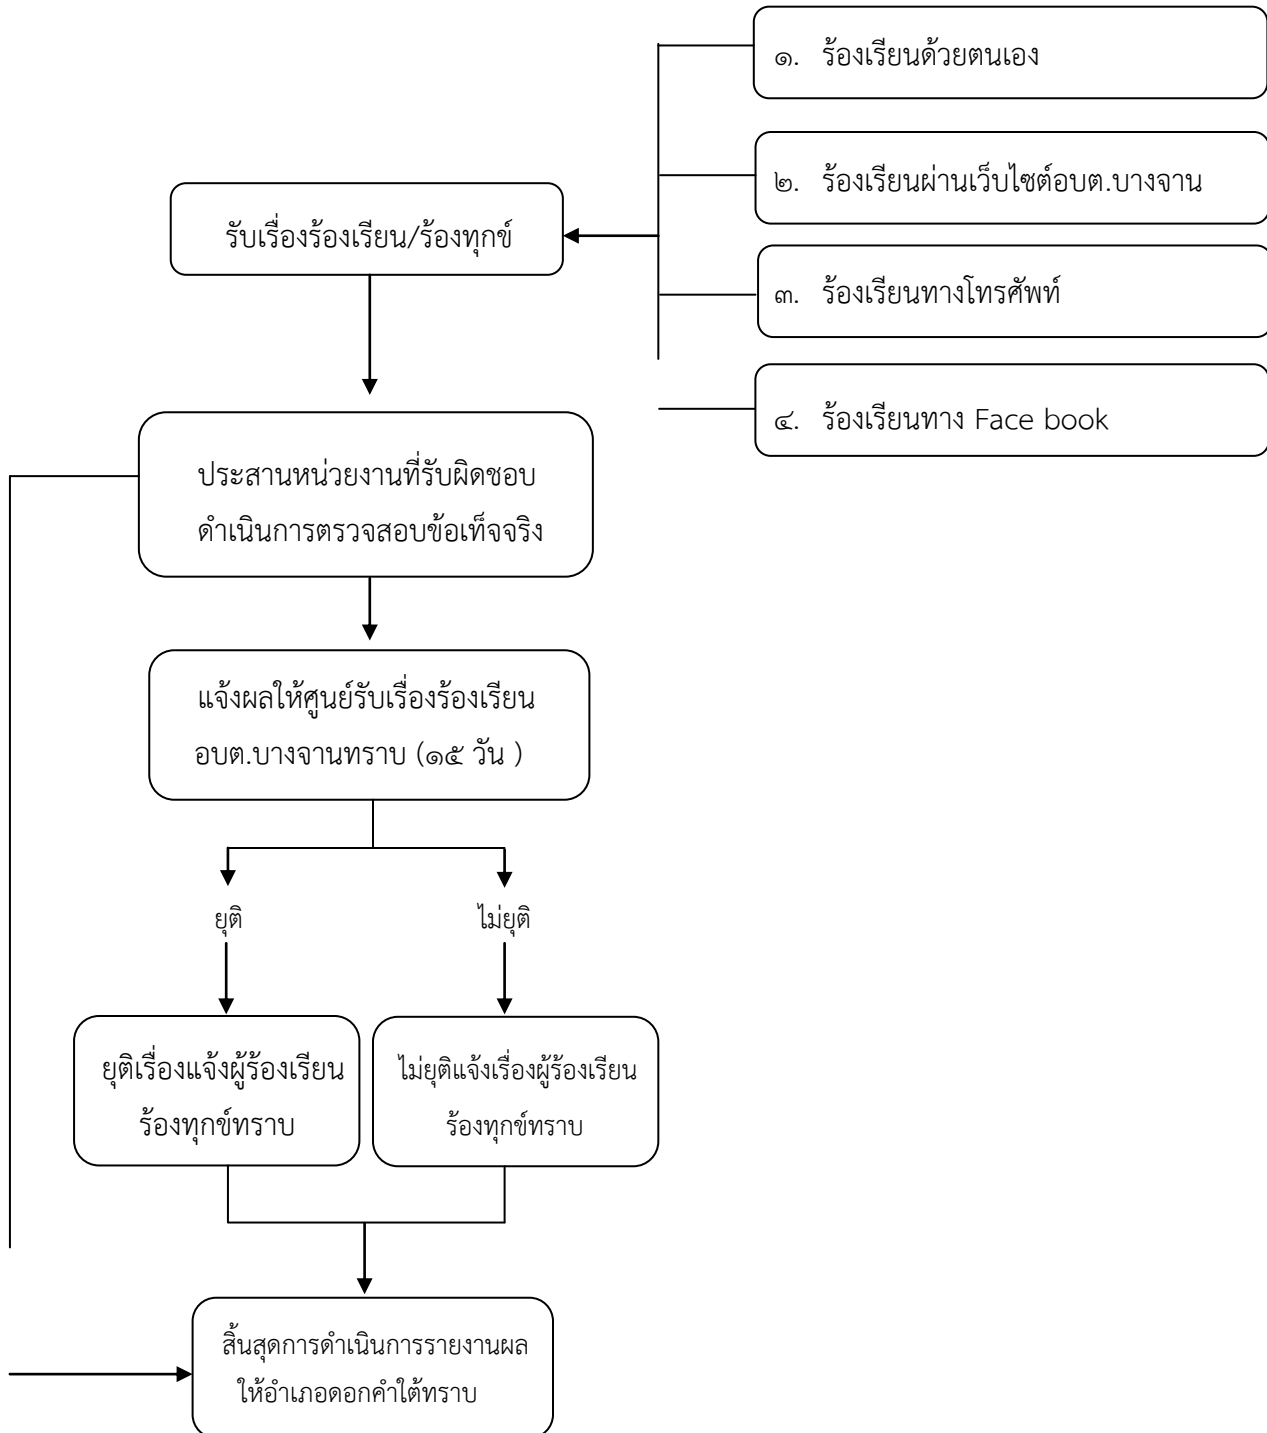 ๑. ร้องเรียนด้วยตนเอง
๒. ร้องเรียนผ่านเว็บไซต์อบต.บางจาน
รับเรื่องร้องเรียน/ร้องทุกข์
๓. ร้องเรียนทางโทรศัพท์
๔. ร้องเรียนทาง Face book
ประสานหน่วยงานที่รับผิดชอบ
ดำเนินการตรวจสอบข้อเท็จจริง
แจ้งผลให้ศูนย์รับเรื่องร้องเรียน
อบต.บางจานทราบ (๑๕ วัน )
ยุติ
ไม่ยุติ
ยุติเรื่องแจ้งผู้ร้องเรียน
ร้องทุกข์ทราบ
ไม่ยุติแจ้งเรื่องผู้ร้องเรียน
ร้องทุกข์ทราบ
สิ้นสุดการดำเนินการรายงานผล
ให้อำเภอดอกคำใต้ทราบ